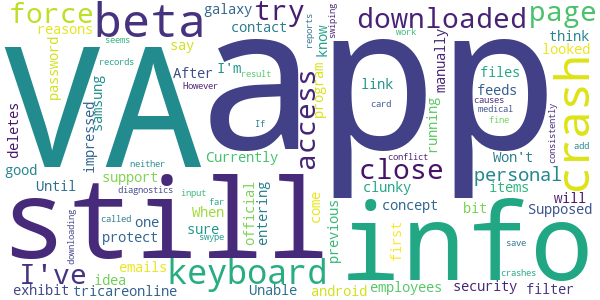 force
beta
galaxy
try
downloaded
page
reasons
contact
say
know
swiping
reports
work
think
seems
password
records
After
I'm
result
However
manually
looked
crash
VA
app
link
files
feeds
program
card
running
causes
medical
fine
consistently
add
deletes
impressed
samsung
access
If
good
Currently
neither
conflict
close
Won't
personal
Until
support
diagnostics
input
clunky
items
will
still
info
When
far
official
entering
come
concept
bit
Supposed
downloading
called
one
protect
sure
swype
previous
first
save
I've
idea
keyboard
crashes
exhibit
tricareonline
emails
Unable
android
employees
security
filter